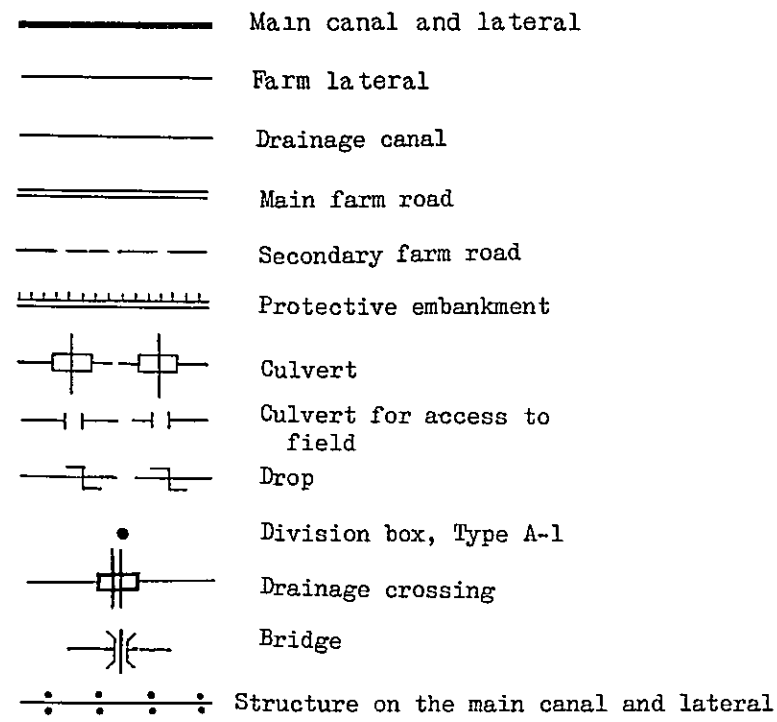 Main canal and lateral
Farm lateral
Drainage canal
Main farm road
Secondary farm road
Protective embankment
Culvert
Culvert for access to
field
Drop
Division box, Type A-1
Drainage crossing
Bridge
Structure on the main canal and lateral